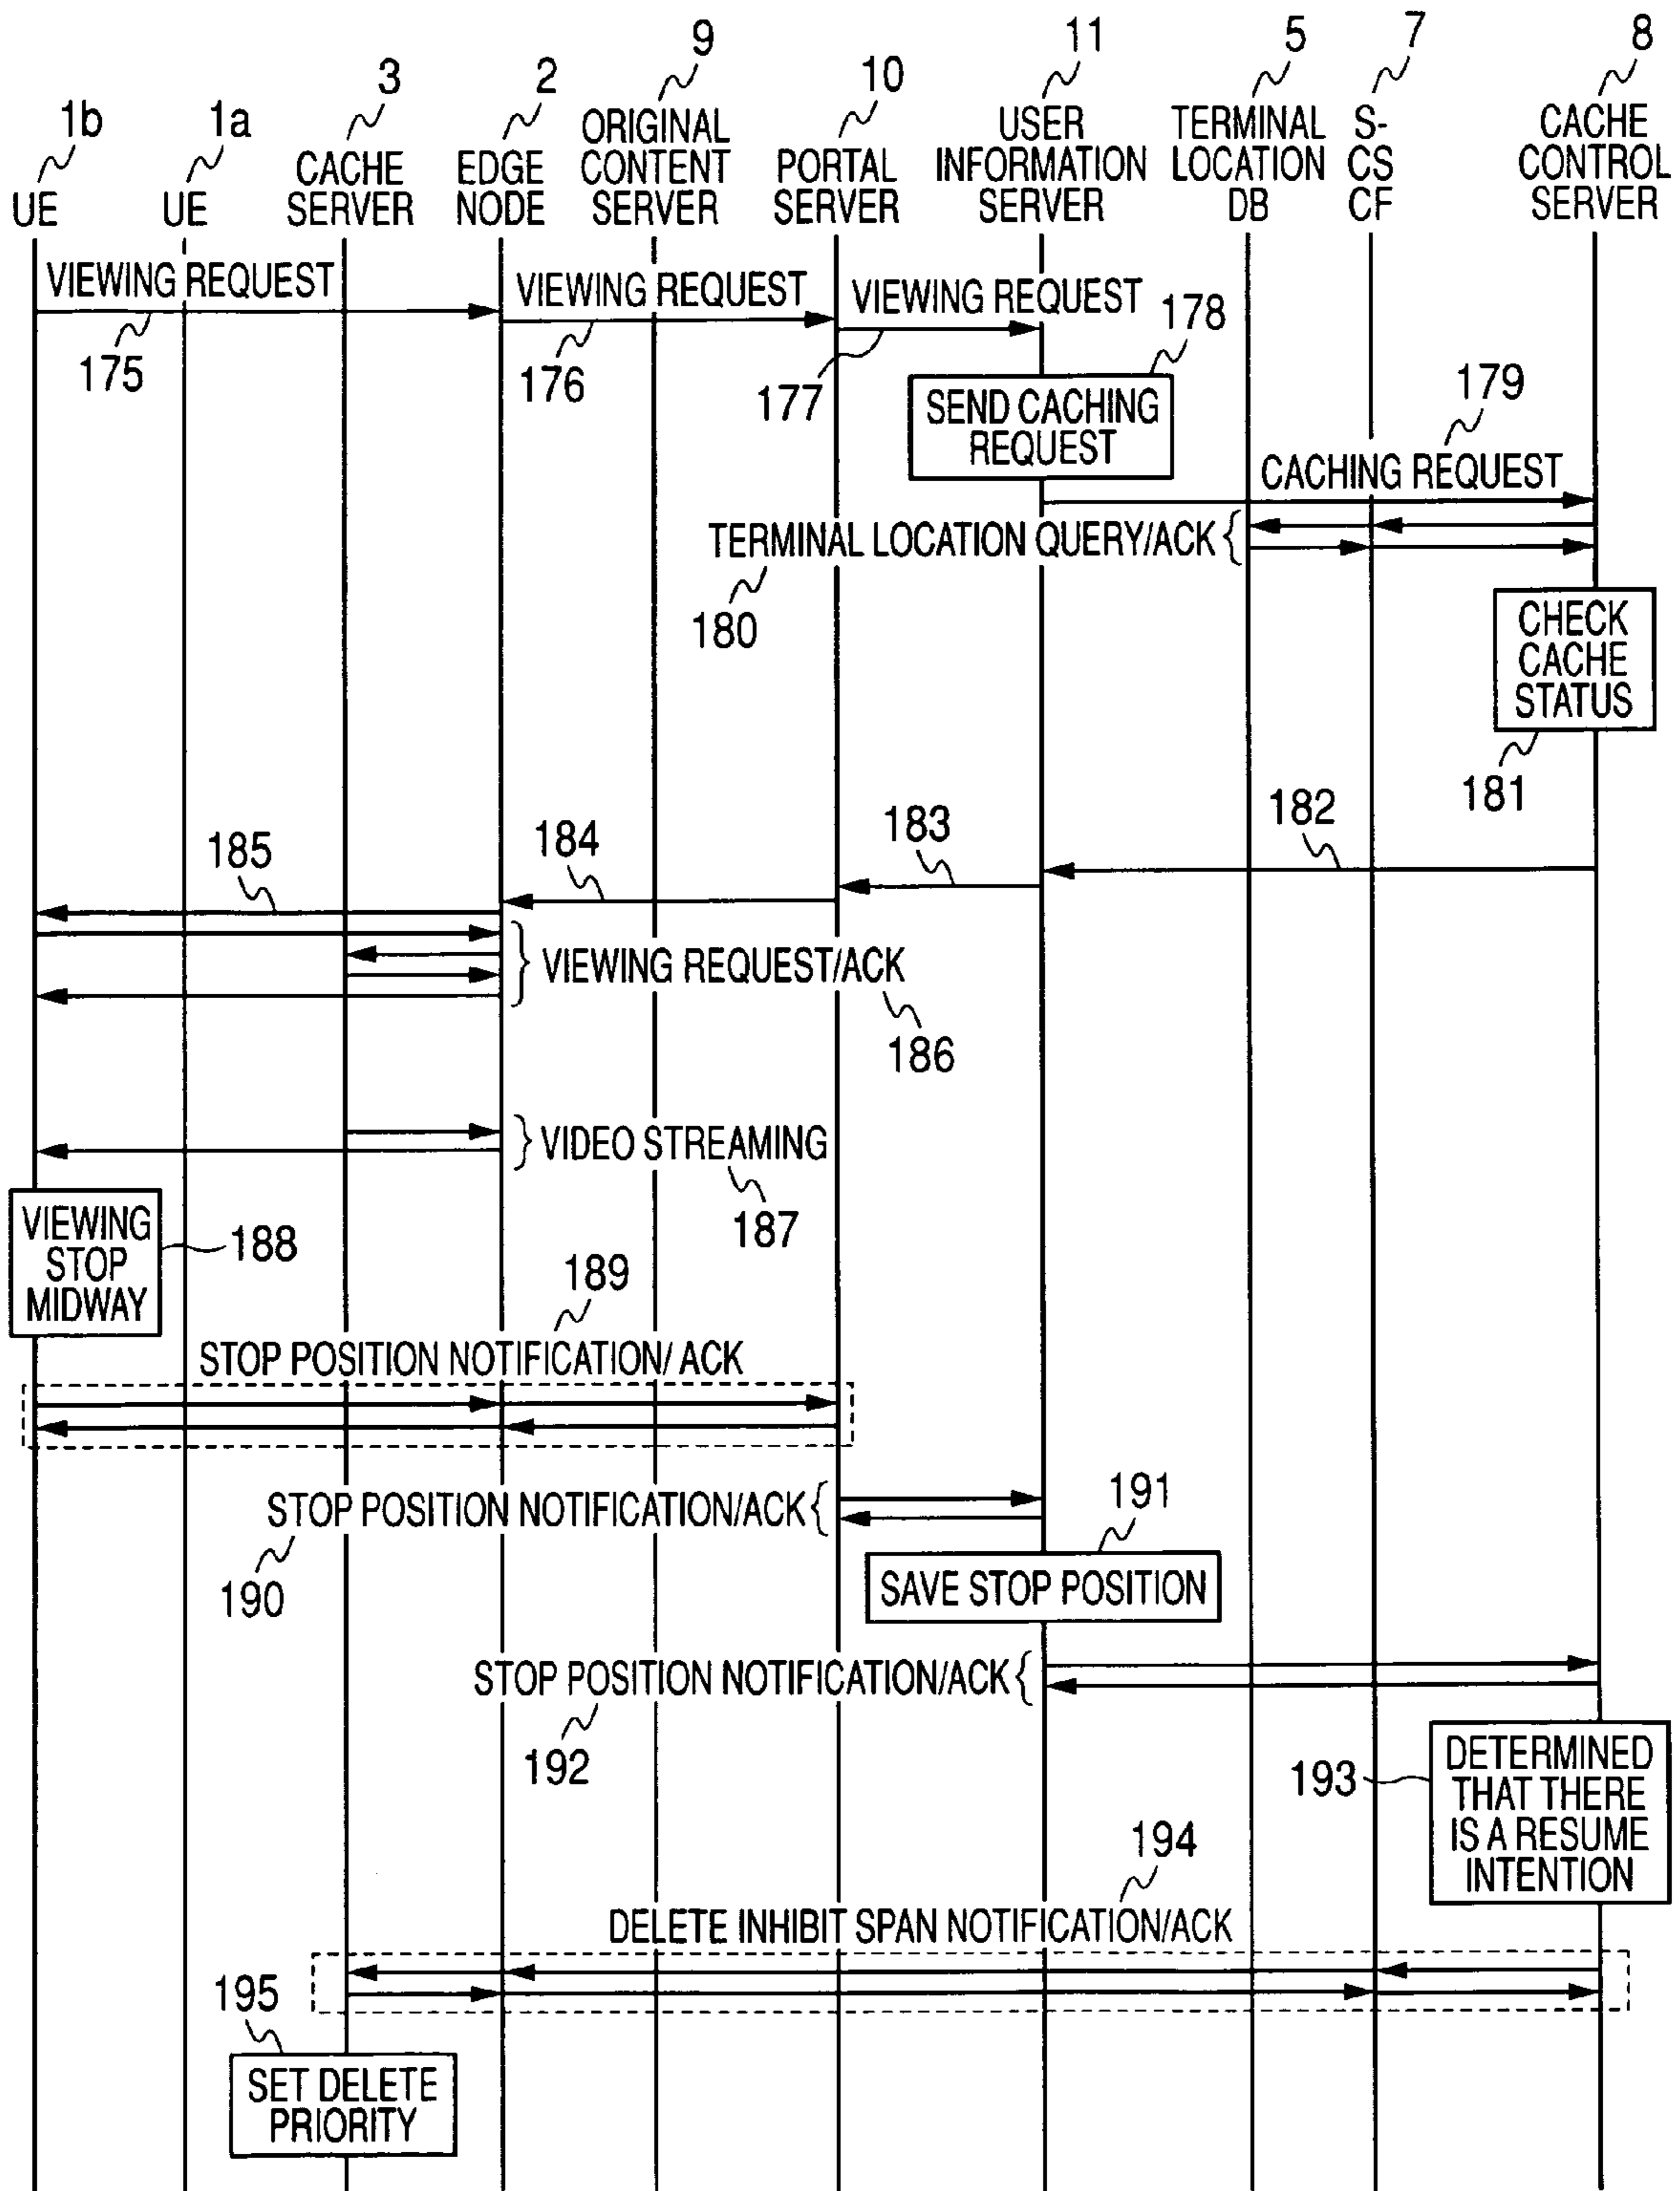 1b
UE
1a
UE
3
CACHE
SERVER
2
EDGE
NODE
9
ORIGINAL
CONTENT
SERVER
10
PORTAL
SERVER
11
USER
INFORMATION
SERVER
5
TERMINAL
LOCATION
DB
7
S-
CS
CF
8
CACHE
CONTROL
SERVER
VIEWING REQUEST
175
VIEWING REQUEST
176
VIEWING REQUEST
177
178
SEND CACHING
REQUEST
179
CACHING REQUEST
TERMINAL LOCATION QUERY/ACK
180
CHECK
CACHE
STATUS
181
182
183
184
185
VIEWING REQUEST/ACK
186
VIDEO STREAMING
187
VIEWING
STOP
MIDWAY
188
189
STOP POSITION NOTIFICATION/ ACK
STOP POSITION NOTIFICATION/ACK
190
191
SAVE STOP POSITION
STOP POSITION NOTIFICATION/ACK
192
193
DETERMINED
THAT THERE
IS A RESUME
INTENTION
194
DELETE INHIBIT SPAN NOTIFICATION/ACK
195
SET DELETE
PRIORITY